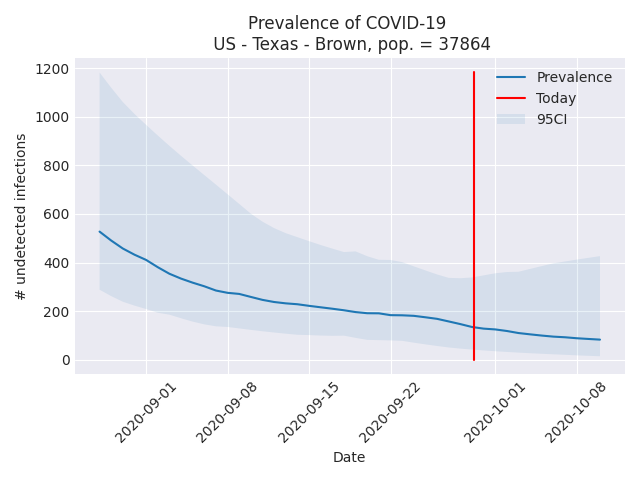 Prevalence of COVID-19
US - Texas - Brown, pop. = 37864
1200
1000
800
600
400
200
0
# undetected infections
Prevalence
Today
95CI
2020-09-01
2020-09-08
2020-09-15
2020-09-22
2020-10-01
2020-10-08
Date